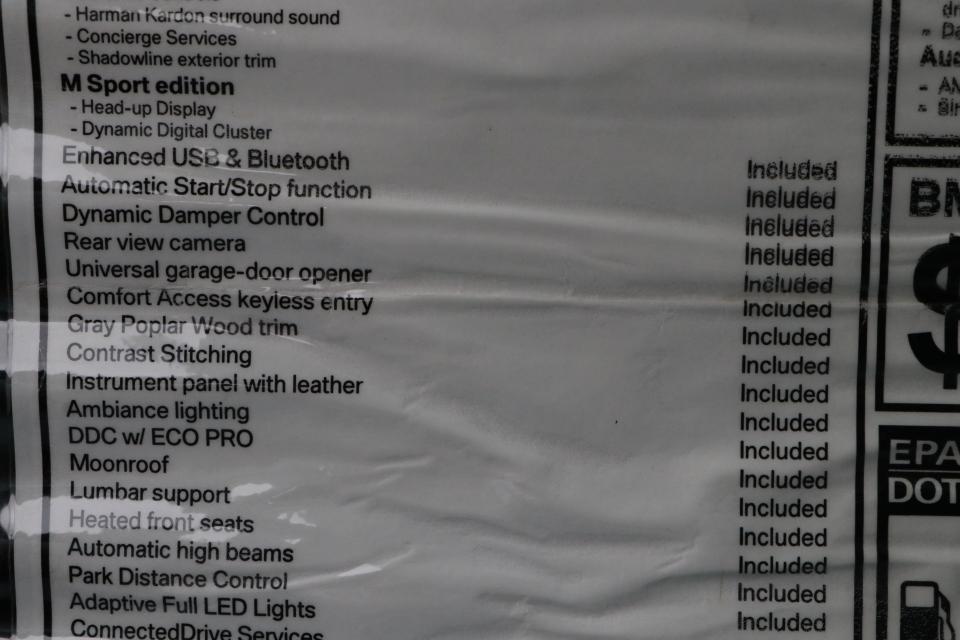 - Harman Kardon surround sound
- Concierge Services
- Shadowline exterior trim
M Sport edition
- Head-up Display
- Dynamic Digital Cluster
Enhanced USB & Bluetooth Included
Automatic Start/Stop function Included
Dynamic Damper Control Included
Rear view camera Included
Universal garage-door opener Included
Comfort Access keyless entry Included
Gray Poplar Wood trim Included
Contrast Stitching Included
Instrument panel with leather Included
Ambiance lighting Included
DDC w/ ECO PRO Included
Moonroof Included
Lumbar support Included
Heated front seats Included
Automatic high beams Included
Park Distance Control Included
Adaptive Full LED Lights Included
ConnectedDrive Services
$
EPA
DOT